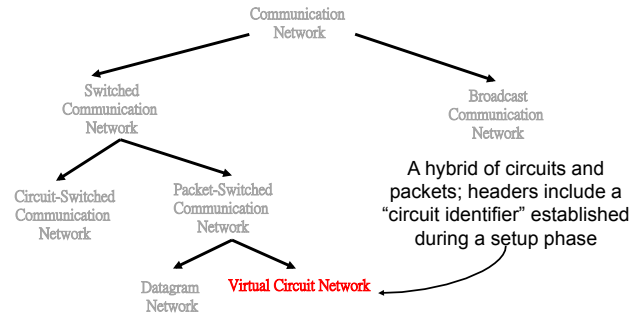 Communication
Network
Switched
Communication
Network
Broadcast
Communication
Network
Circuit-Switched
Communication
Network
Packet-Switched
Communication
Network
A hybrid of circuits and
packets; headers include a
“circuit identifier” established
during a setup phase
Datagram
Network
Virtual Circuit Network